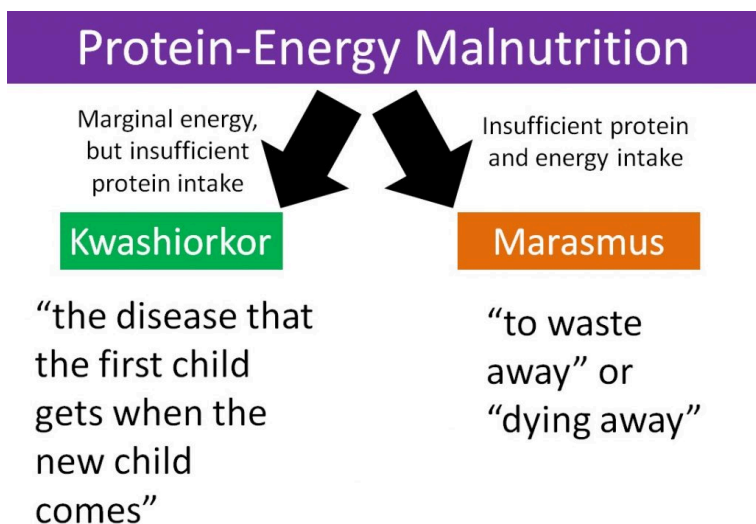 Protein-Energy Malnutrition
Marginal energy,
but insufficient
protein intake
Insufficient protein
and energy intake
Kwashiorkor
Marasmus
“the disease that
the first child
gets when the
new child
comes”
“to waste
away” or
“dying away”